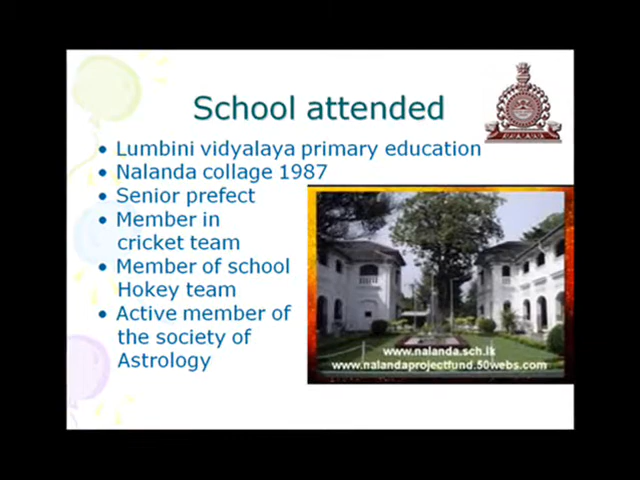 School attended
• Lumbini vidyalaya primary education
• Nalanda collage 1987
• Senior prefect
• Member in
cricket team
• Member of school
Hokey team
• Active member of
the society of
Astrology
www.nalanda.sch.lk
www.nalandaprojectfund.50webs.com